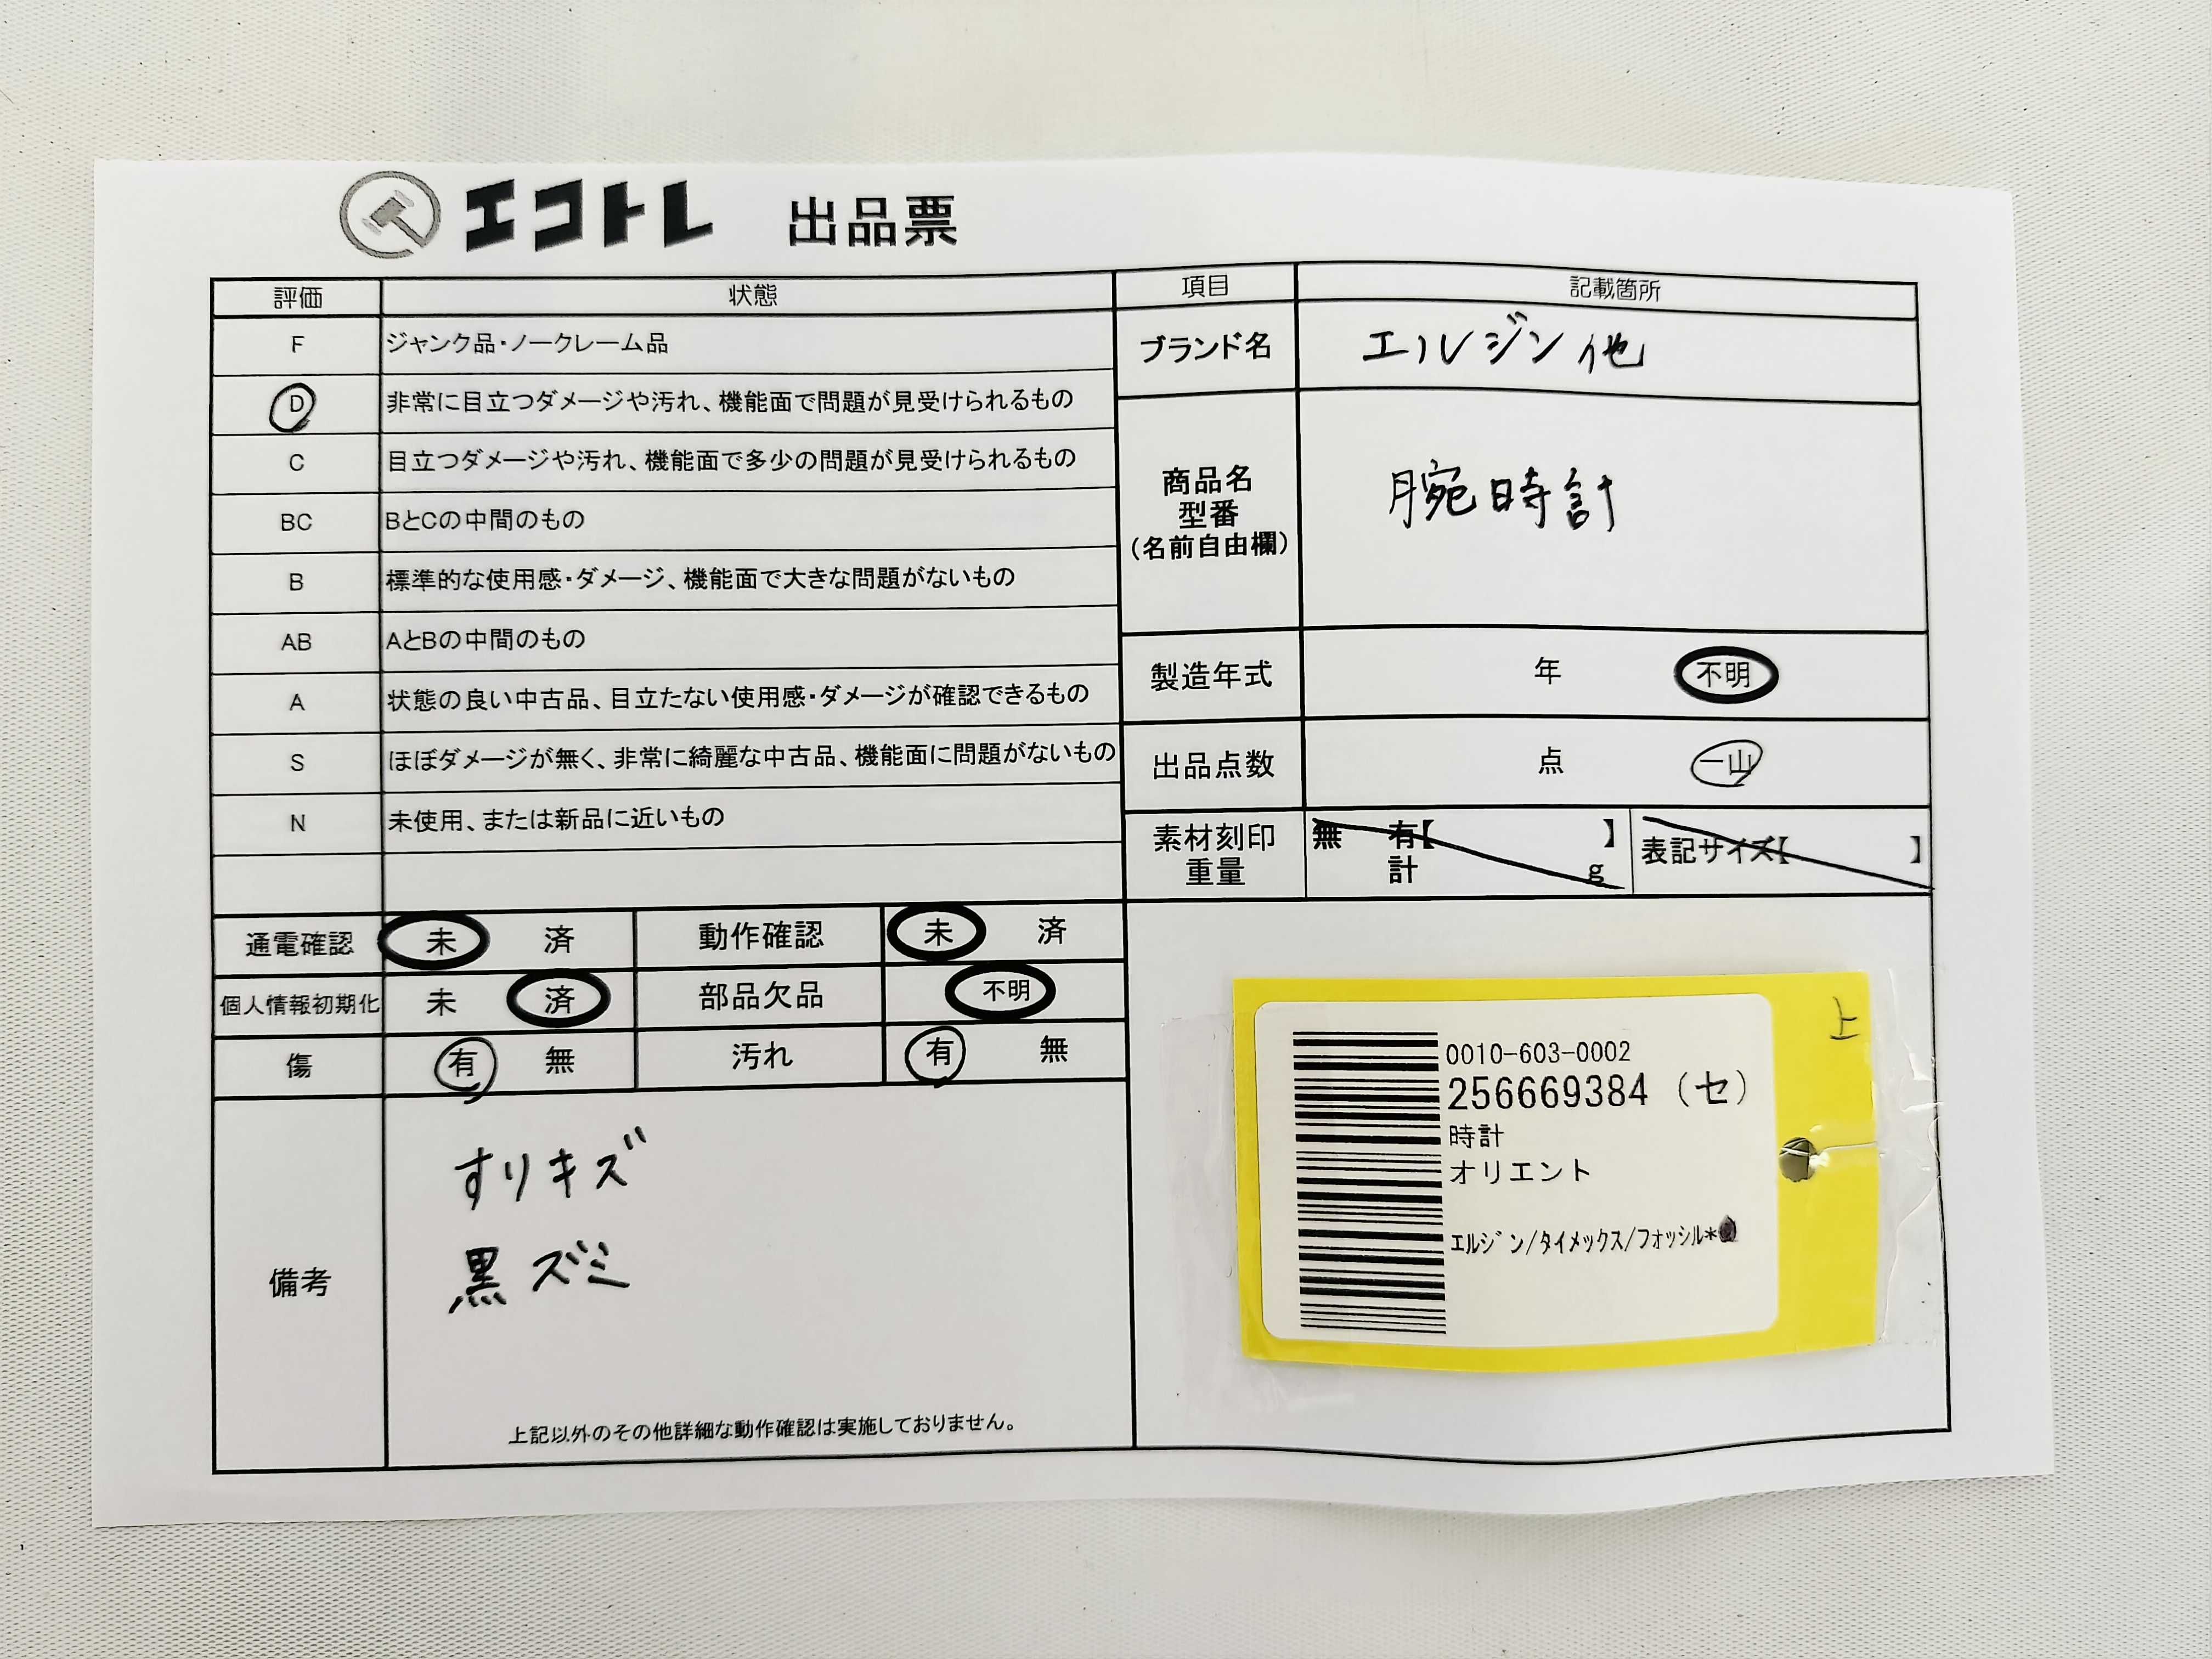 エコトレ 出品票
評価 状態
F ジャンク品・ノークレーム品
D 非常に目立つダメージや汚れ、機能面で問題が見受けられるもの
C 目立つダメージや汚れ、機能面で多少の問題が見受けられるもの
BC BとCの中間のもの
B 標準的な使用感・ダメージ、機能面で大きな問題がないもの
AB AとBの中間のもの
A 状態の良い中古品、目立たない使用感・ダメージが確認できるもの
S ほぼダメージが無く、非常に綺麗な中古品、機能面に問題がないもの
N 未使用、または新品に近いもの
項目 記載箇所
ブランド名 エルジン他
商品名
型番
(名前自由欄)
腕時計
製造年式 年 不明
出品点数 点 一山
素材刻印
重量
無 有【 】
計 g
表記サイズ【 】
通電確認 未 済 動作確認 未 済
個人情報初期化 未 済 部品欠品 不明
傷 有 無 汚れ 有 無
備考
すりキズ
黒ズミ
上記以外のその他詳細な動作確認は実施しておりません。
上
0010-603-0002
256669384 (セ)
時計
オリエント
エルジン/タイメックス/フォッシル*